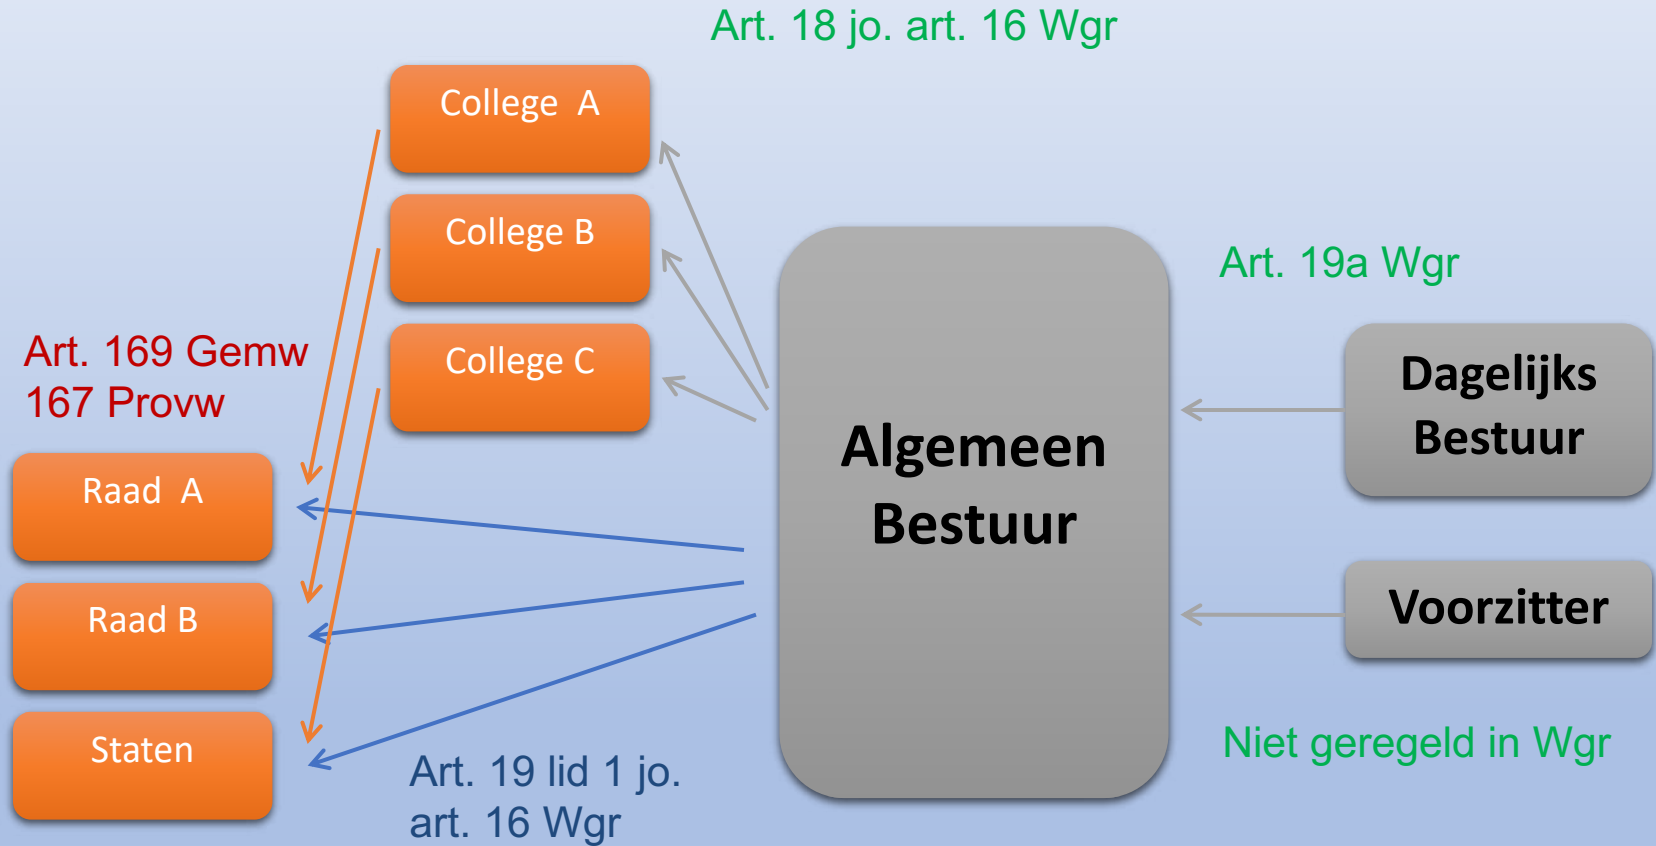 Art. 18 jo. art. 16 Wgr
College A
College B
College C
Art. 169 Gemw
167 Provw
Raad A
Raad B
Staten
Algemeen
Bestuur
Art. 19a Wgr
Dagelijks
Bestuur
Voorzitter
Niet geregeld in Wgr
Art. 19 lid 1 jo.
art. 16 Wgr